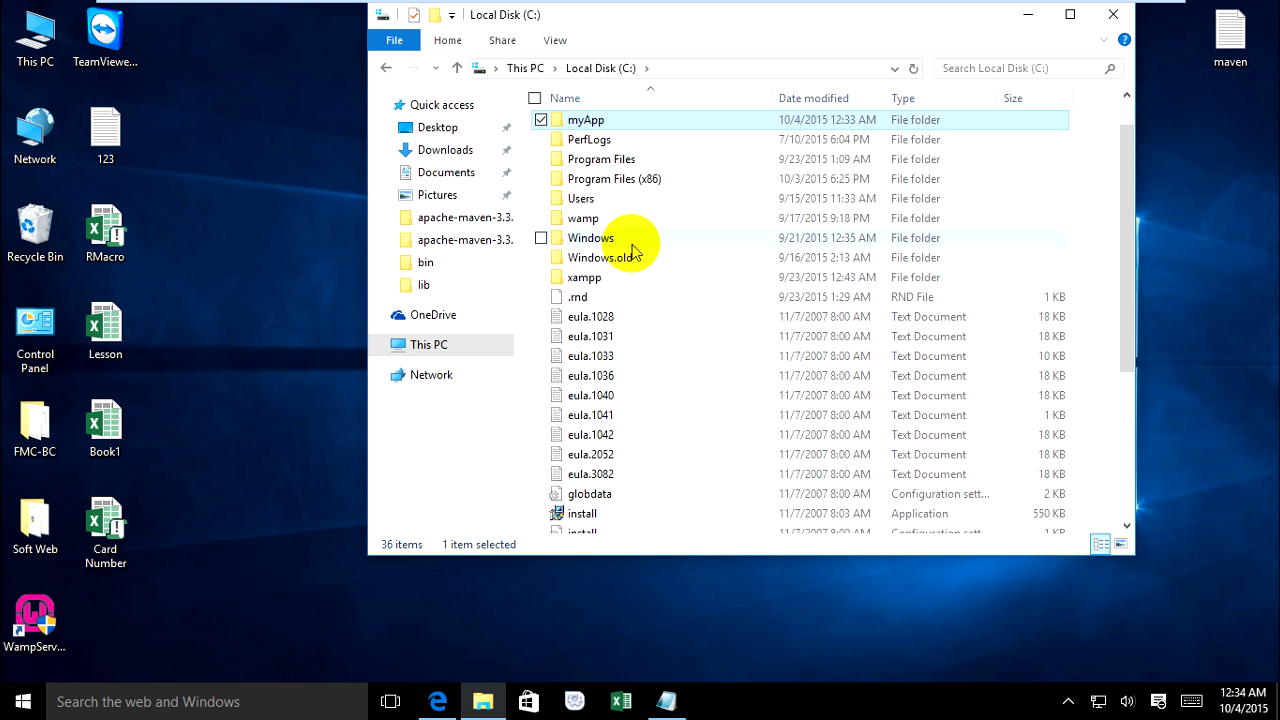 This PC
TeamViewe...
Network
123
Recycle Bin
RMacro
Control
Panel
Lesson
FMC-BC
Book1
Soft Web
Card
Number
WampServ...
maven
Local Disk (C:)
File
Home
Share
View
This PC
Local Disk (C:)
Search Local Disk (C:)
Quick access
Desktop
Downloads
Documents
Pictures
apache-maven-3.3.
apache-maven-3.3.
bin
lib
OneDrive
This PC
Network
Name Date modified Type Size
myApp 10/4/2015 12:33 AM File folder
PerfLogs 7/10/2015 6:04 PM File folder
Program Files 9/23/2015 1:09 AM File folder
Program Files (x86) 10/3/2015 6:25 PM File folder
Users 9/15/2015 11:33 AM File folder
wamp 9/17/2015 9:18 PM File folder
Windows 9/21/2015 12:35 AM File folder
Windows.old 9/16/2015 2:13 AM File folder
xampp 9/23/2015 12:43 AM File folder
.rnd 9/23/2015 1:29 AM RND File 1 KB
eula.1028 11/7/2007 8:00 AM Text Document 18 KB
eula.1031 11/7/2007 8:00 AM Text Document 18 KB
eula.1033 11/7/2007 8:00 AM Text Document 10 KB
eula.1036 11/7/2007 8:00 AM Text Document 18 KB
eula.1040 11/7/2007 8:00 AM Text Document 18 KB
eula.1041 11/7/2007 8:00 AM Text Document 1 KB
eula.1042 11/7/2007 8:00 AM Text Document 18 KB
eula.2052 11/7/2007 8:00 AM Text Document 18 KB
eula.3082 11/7/2007 8:00 AM Text Document 18 KB
globdata 11/7/2007 8:00 AM Configuration sett... 2 KB
install 11/7/2007 8:03 AM Application 550 KB
install 11/7/2007 8:00 AM Configuration sett... 1 KB
36 items 1 item selected
Search the web and Windows
12:34 AM
10/4/2015